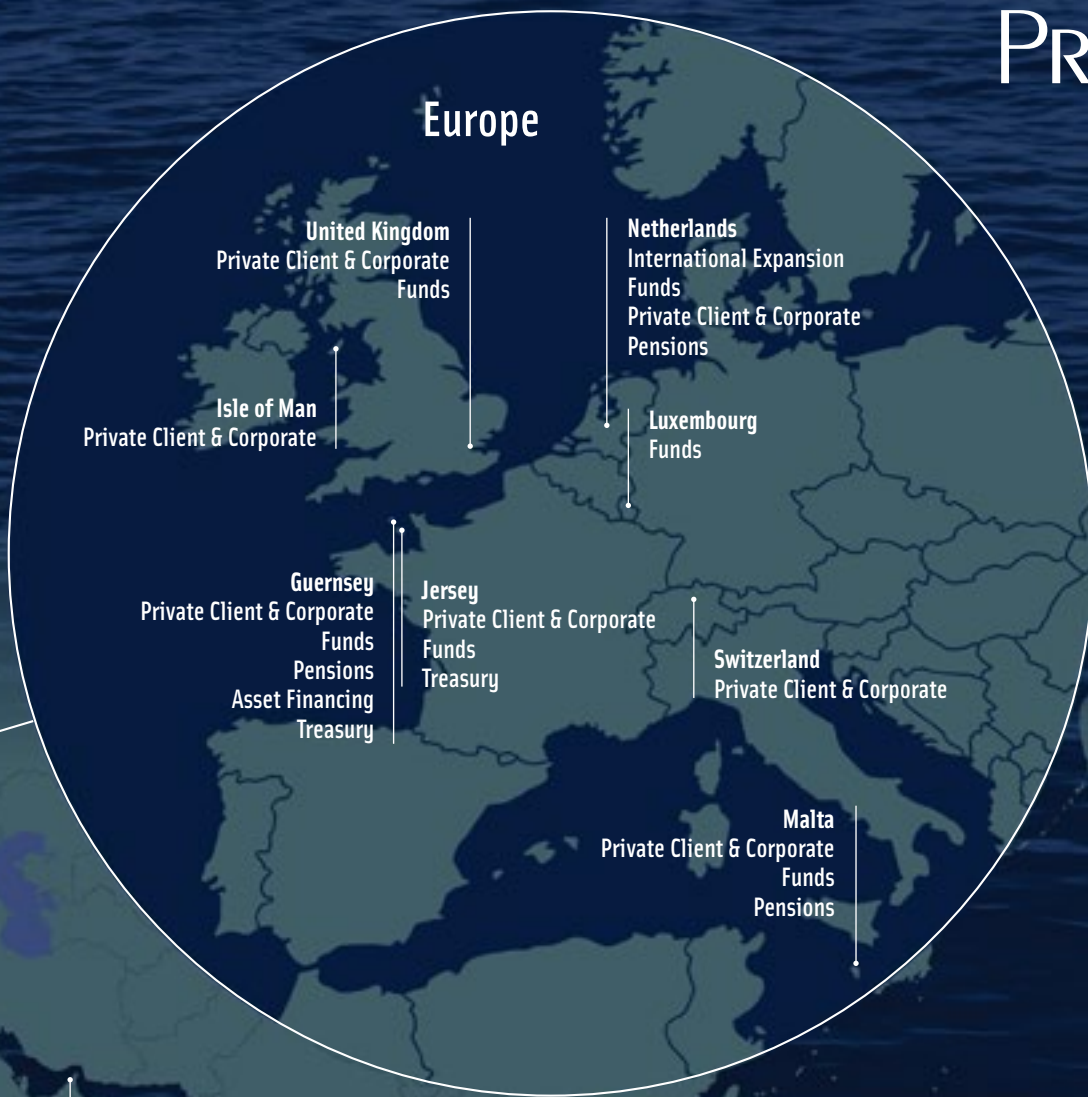 PR
Europe
United Kingdom
Private Client & Corporate
Funds
Netherlands
International Expansion
Funds
Private Client & Corporate
Pensions
Isle of Man
Private Client & Corporate
Luxembourg
Funds
Guernsey
Private Client & Corporate
Funds
Pensions
Asset Financing
Treasury
Jersey
Private Client & Corporate
Funds
Treasury
Switzerland
Private Client & Corporate
Malta
Private Client & Corporate
Funds
Pensions